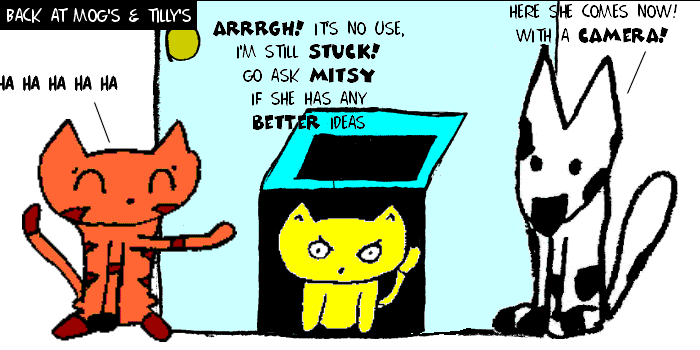 BACK AT MOG'S & TILLY'S
HA HA HA HA HA
ARRRGH! IT'S NO USE,
I'M STILL STUCK!
GO ASK MITSY
IF SHE HAS ANY
BETTER IDEAS
HERE SHE COMES NOW!
WITH A CAMERA!